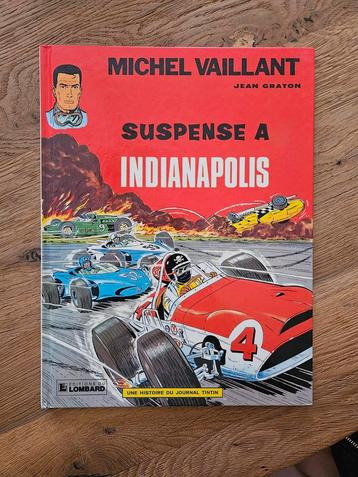 MICHEL VAILLANT
JEAN GRATON
SUSPENSE A
INDIANAPOLIS
4
EDITIONS DU
LOMBARD
UNE HISTOIRE DU JOURNAL TINTIN